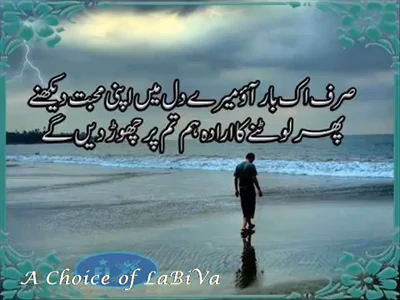 صرف اک بار آؤ میرے دل میں اپنی محبت دیکھنے
پھر لوٹنے کا ارادہ ہم تم پر چھوڑ دیں گے
A Choice of LaBiVa